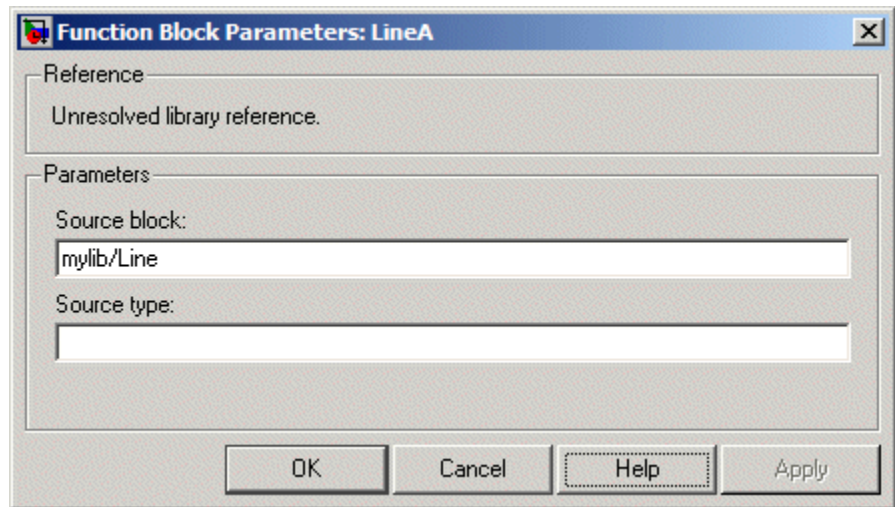 Function Block Parameters: LineA
Reference
Unresolved library reference.
Parameters
Source block:
mylib/Line
Source type:
OK Cancel Help Apply